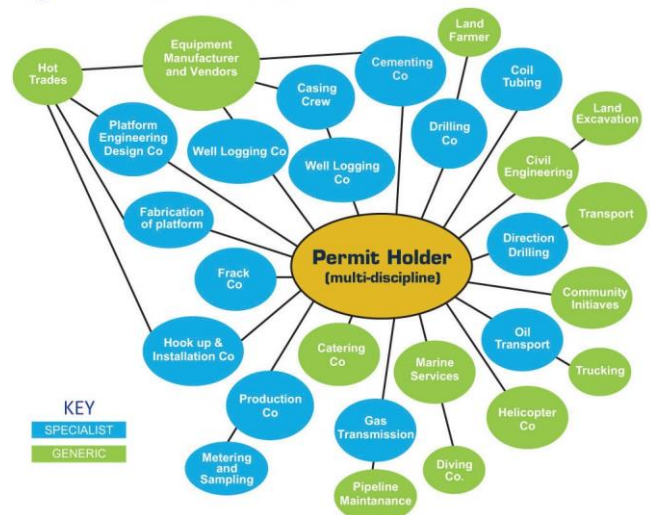 Land
Farmer
Equipment
Manufacturer
and Vendors
Hot
Trades
Cementing
Co
Coil
Tubing
Casing
Crew
Land
Excavation
Platform
Engineering
Design Co
Drilling
Co
Well Logging Co
Well Logging
Co
Civil
Engineering
Fabrication
of platform
Transport
Direction
Drilling
Permit Holder
(multi-discipline)
Frack
Co
Community
Initiaves
Hook up &
Installation Co
Catering
Co
Marine
Services
Oil
Transport
Trucking
Production
Co
Gas
Transmission
Helicopter
Co
KEY
SPECIALIST
GENERIC
Metering
and
Sampling
Pipeline
Maintanance
Diving
Co.